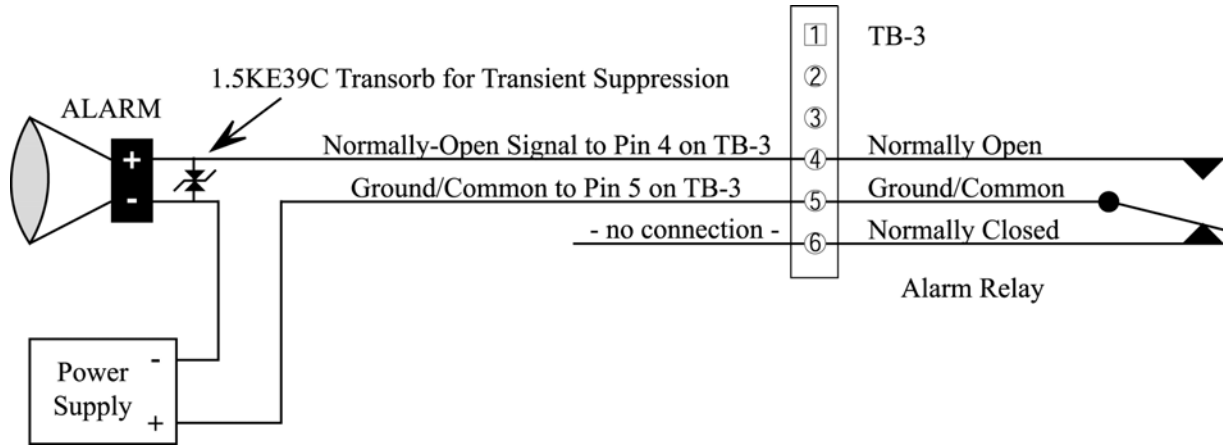 1 TB-3
1.5KE39C Transorb for Transient Suppression
2
ALARM
3
+ Normally-Open Signal to Pin 4 on TB-3 4 Normally Open
- Ground/Common to Pin 5 on TB-3 5 Ground/Common
- no connection - 6 Normally Closed
Alarm Relay
-
Power
Supply
+